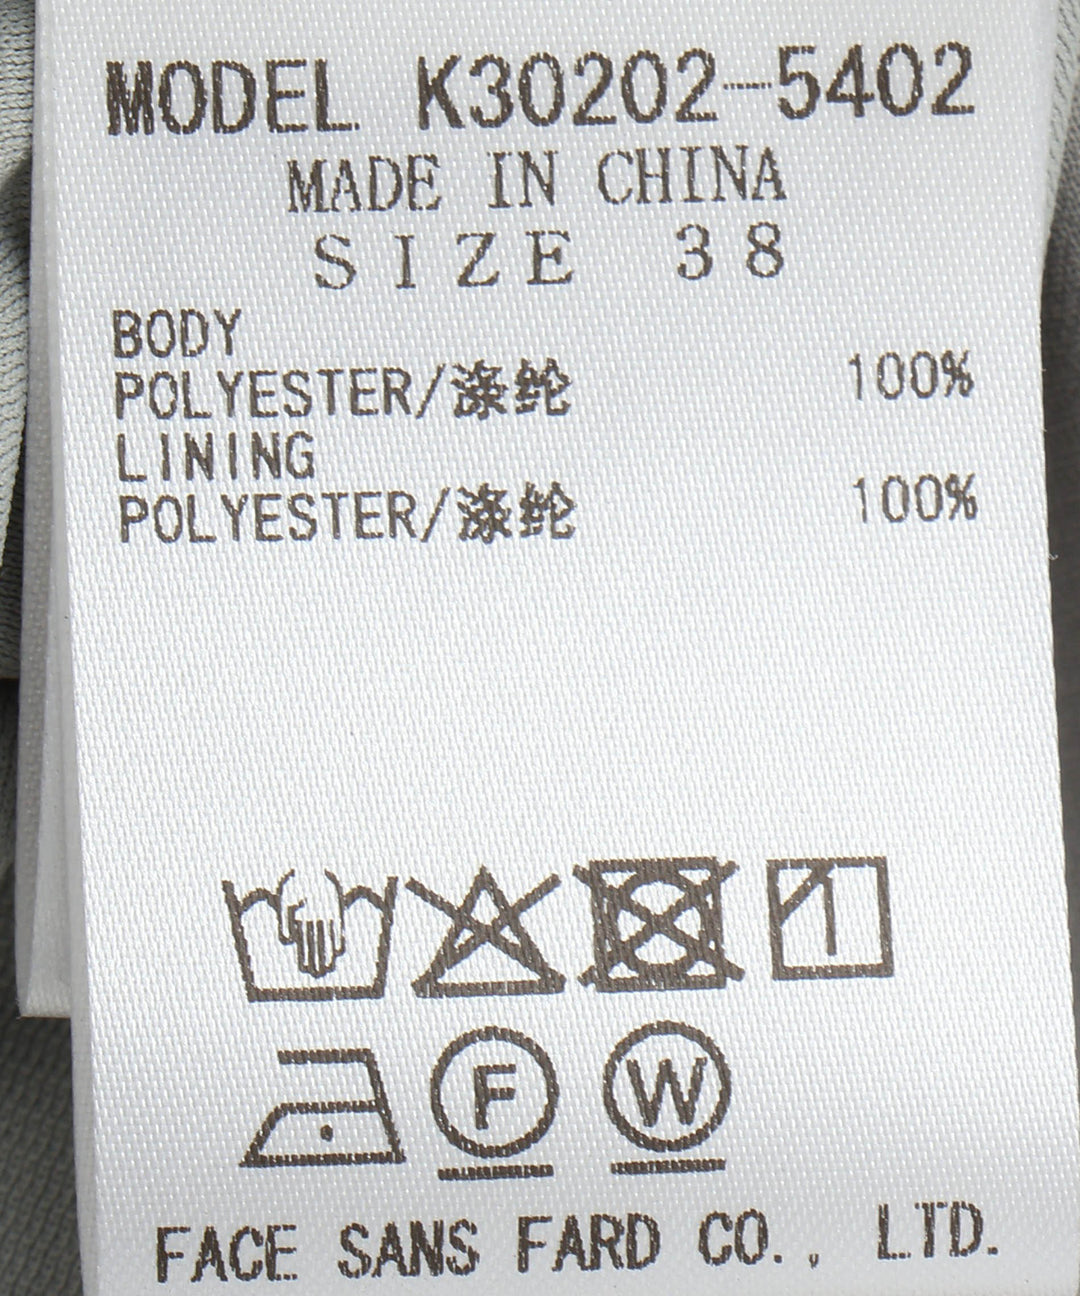 MODEL K30202-5402
MADE IN CHINA
SIZE 38
BODY
POLYESTER/涤纶 100%
LINING
POLYESTER/涤纶 100%
F W
FACE SANS FARD CO., LTD.